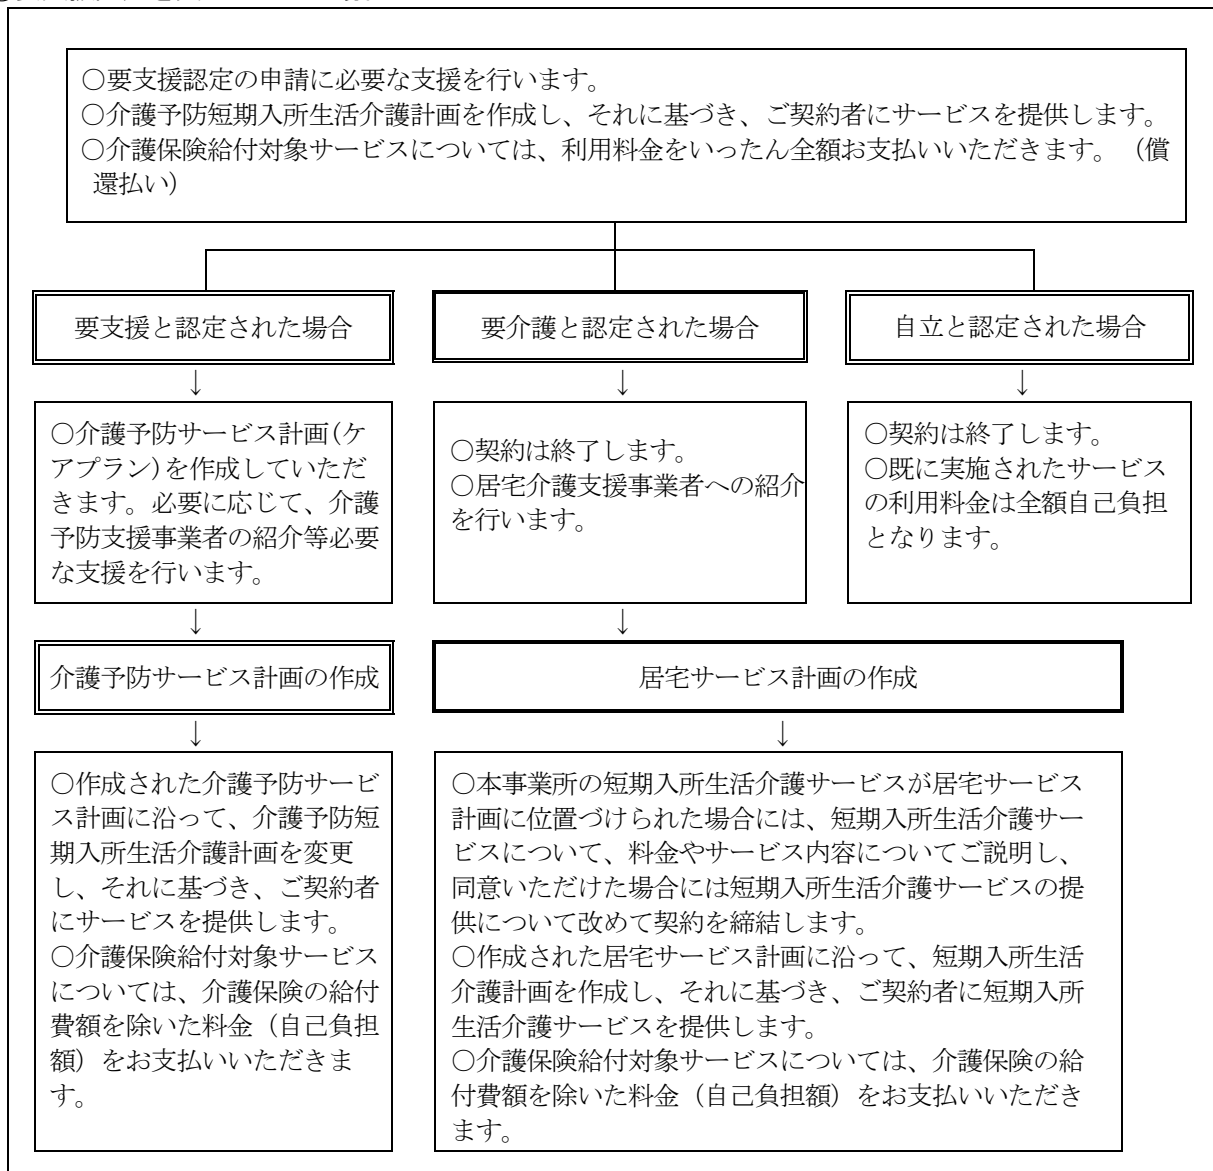 ○要支援認定の申請に必要な支援を行います。
○介護予防短期入所生活介護計画を作成し、それに基づき、ご契約者にサービスを提供します。
○介護保険給付対象サービスについては、利用料金をいったん全額お支払いいただきます。（償
還払い）
要支援と認定された場合
要介護と認定された場合
自立と認定された場合
↓
↓
↓
○介護予防サービス計画(ケ
アプラン)を作成していただ
きます。必要に応じて、介護
予防支援事業者の紹介等必要
な支援を行います。
○契約は終了します。
○居宅介護支援事業者への紹介
を行います。
○契約は終了します。
○既に実施されたサービス
の利用料金は全額自己負担
となります。
↓
↓
介護予防サービス計画の作成
居宅サービス計画の作成
↓
↓
○作成された介護予防サービ
ス計画に沿って、介護予防短
期入所生活介護計画を変更
し、それに基づき、ご契約者
にサービスを提供します。
○介護保険給付対象サービス
については、介護保険の給付
費額を除いた料金（自己負担
額）をお支払いいただきま
す。
○本事業所の短期入所生活介護サービスが居宅サービス
計画に位置づけられた場合には、短期入所生活介護サー
ビスについて、料金やサービス内容についてご説明し、
同意いただけた場合には短期入所生活介護サービスの提
供について改めて契約を締結します。
○作成された居宅サービス計画に沿って、短期入所生活
介護計画を作成し、それに基づき、ご契約者に短期入所
生活介護サービスを提供します。
○介護保険給付対象サービスについては、介護保険の給
付費額を除いた料金（自己負担額）をお支払いいただき
ます。